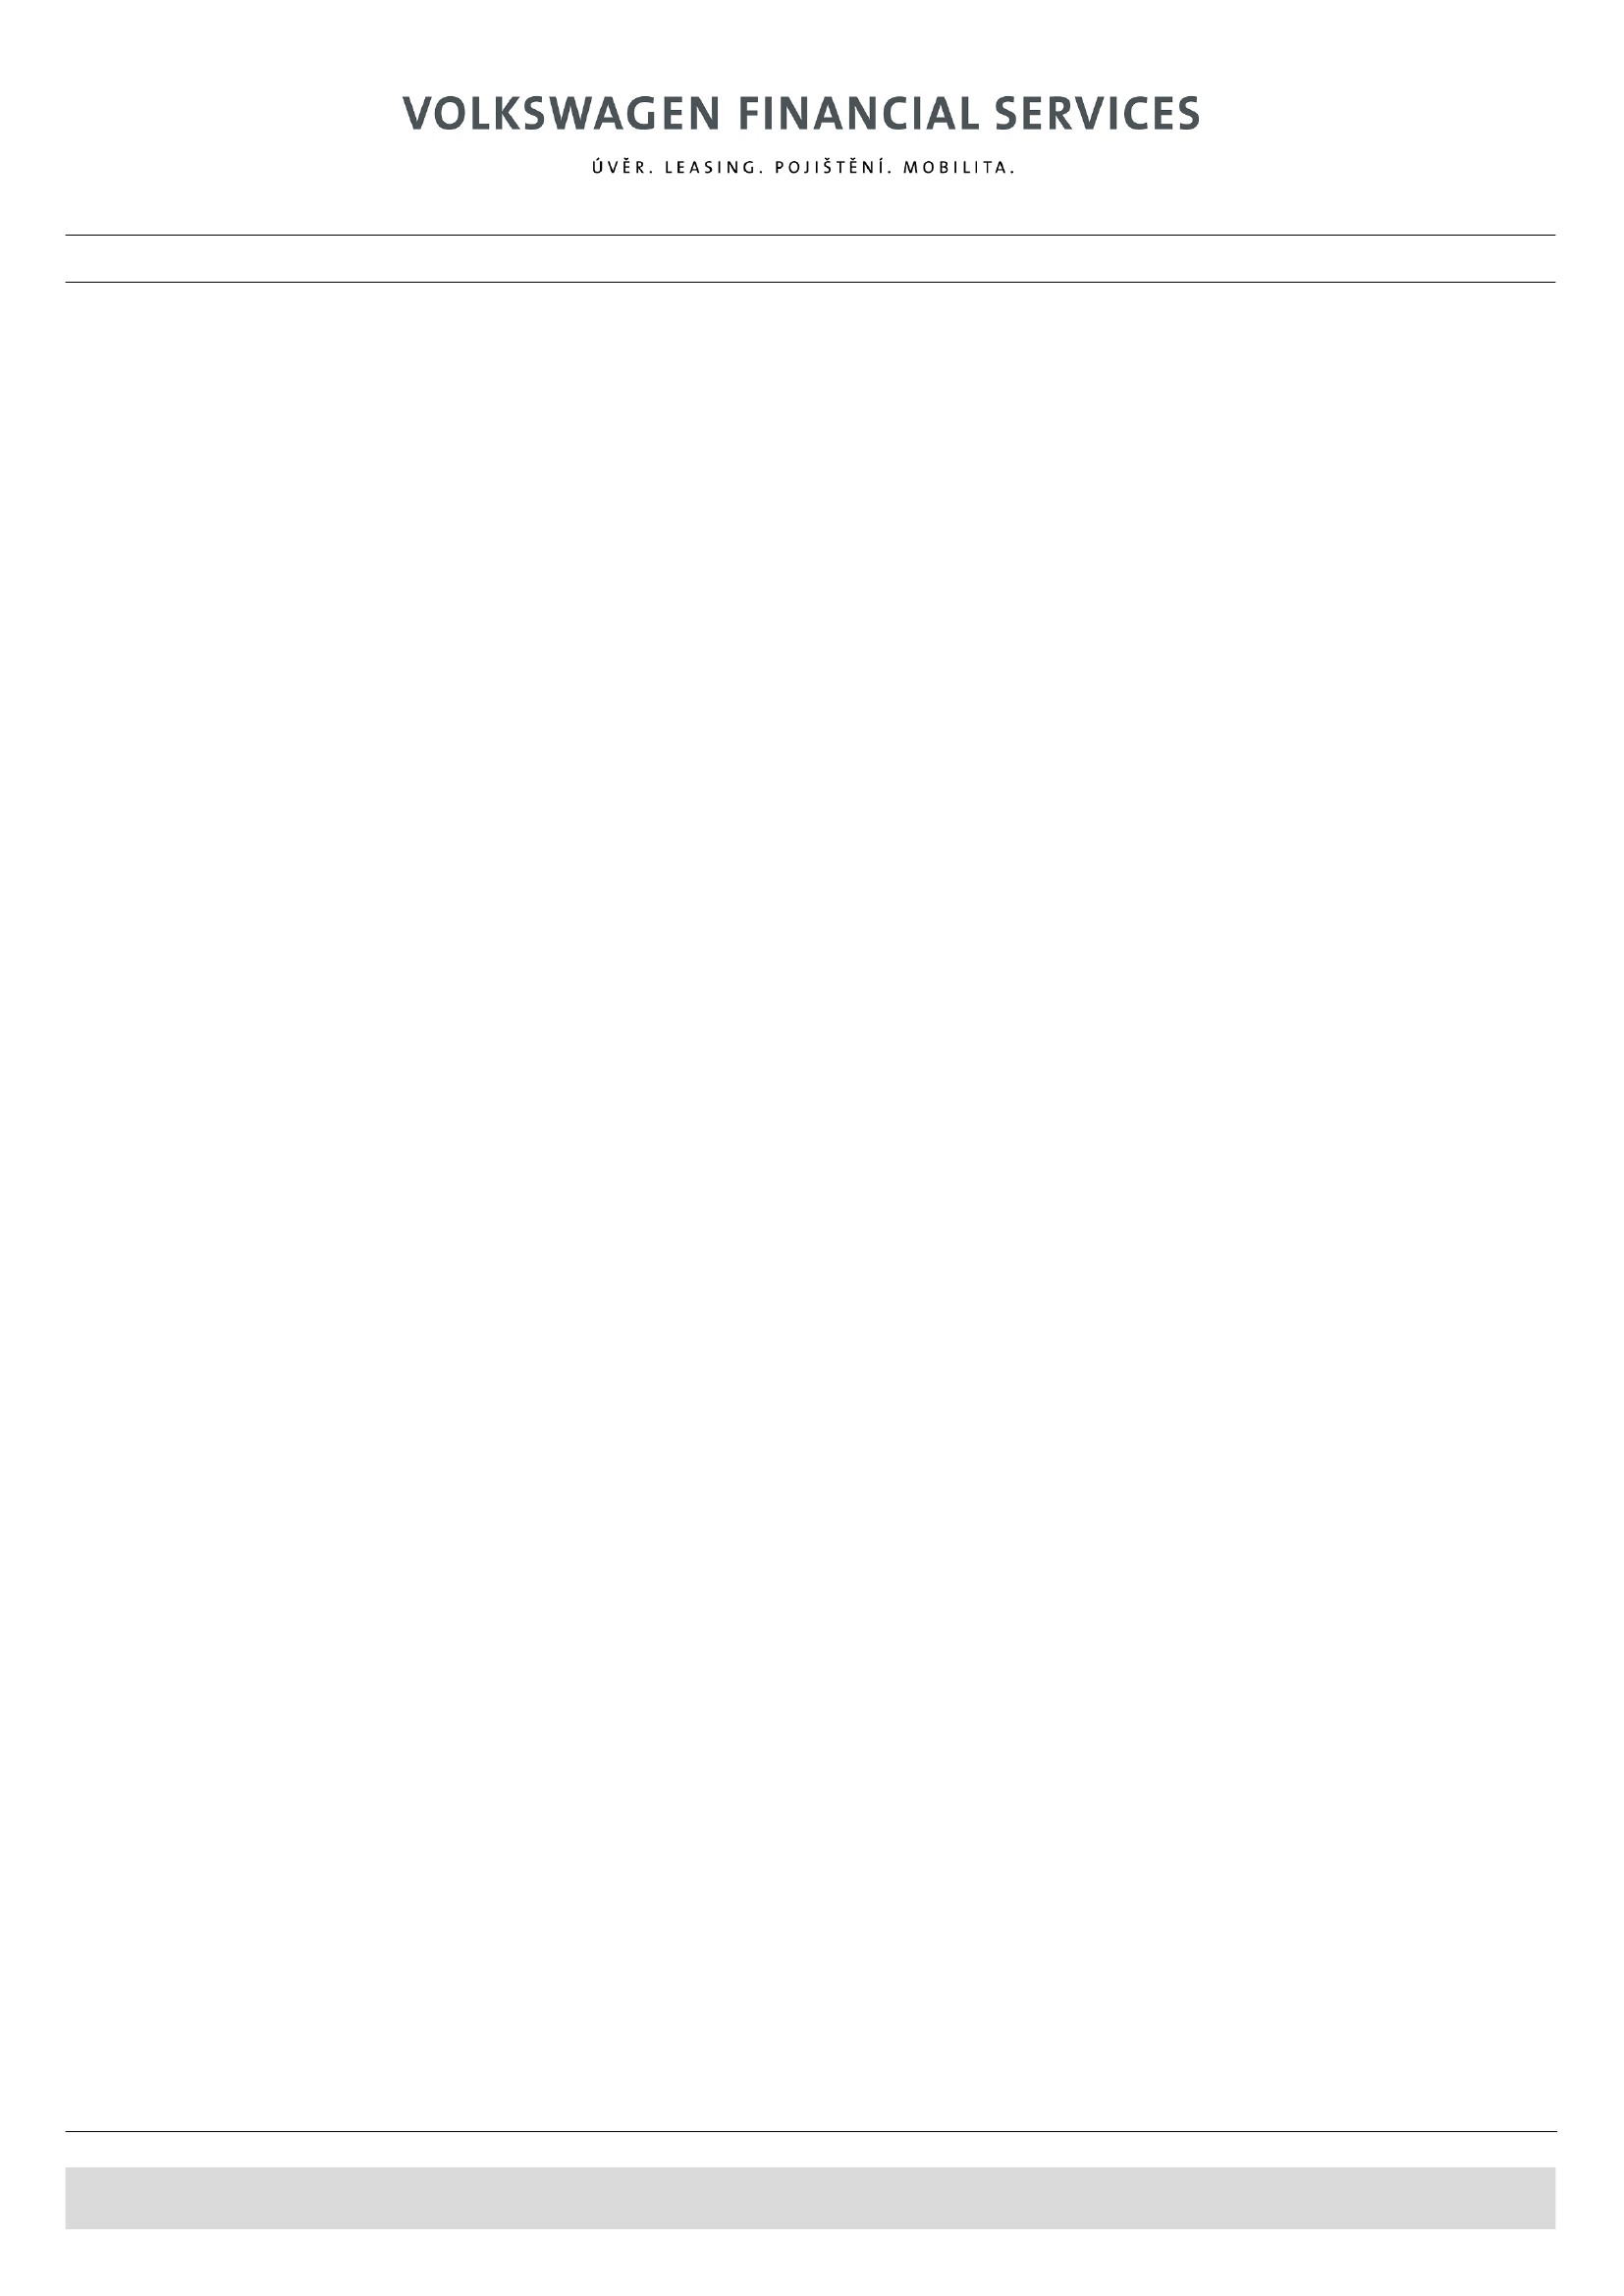 VOLKSWAGEN FINANCIAL SERVICES
ÚVĚR. LEASING. POJIŠTĚNÍ. MOBILITA.